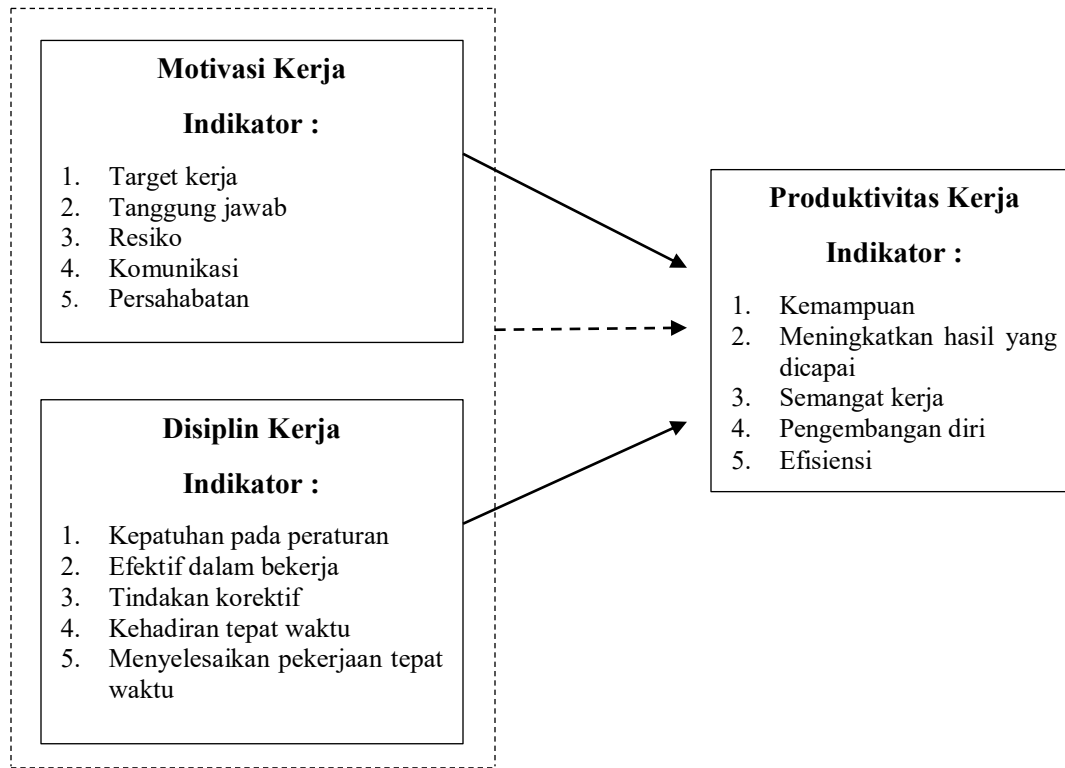 Motivasi Kerja
Indikator :
1. Target kerja
2. Tanggung jawab
3. Resiko
4. Komunikasi
5. Persahabatan
Disiplin Kerja
Indikator :
1. Kepatuhan pada peraturan
2. Efektif dalam bekerja
3. Tindakan korektif
4. Kehadiran tepat waktu
5. Menyelesaikan pekerjaan tepat
waktu
Produktivitas Kerja
Indikator :
1. Kemampuan
2. Meningkatkan hasil yang
dicapai
3. Semangat kerja
4. Pengembangan diri
5. Efisiensi